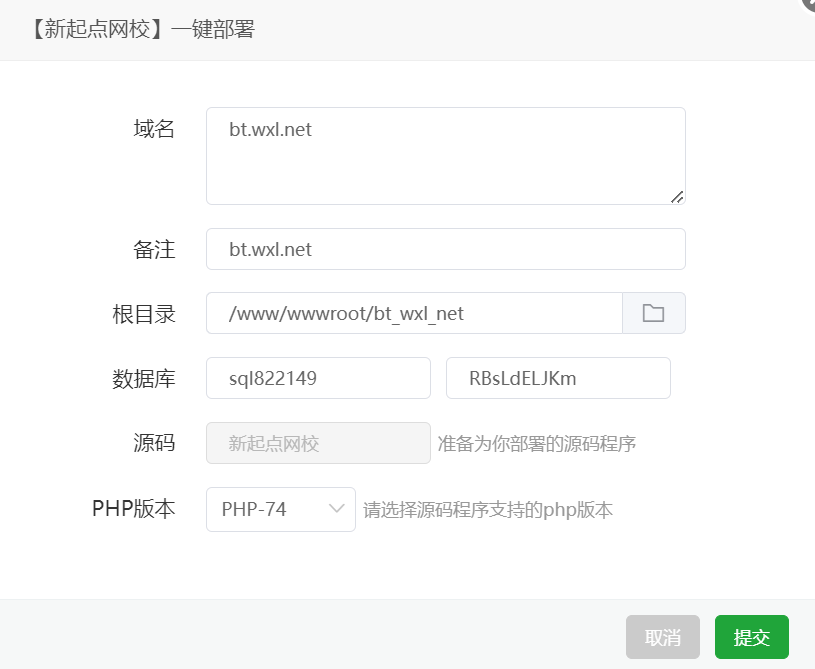 【新起点网校】一键部署
域名 bt.wxl.net
备注 bt.wxl.net
根目录 /www/wwwroot/bt_wxl_net
数据库 sql822149 RBsLdELJKm
源码 新起点网校 准备为你部署的源码程序
PHP版本 PHP-74 请选择源码程序支持的php版本
取消 提交